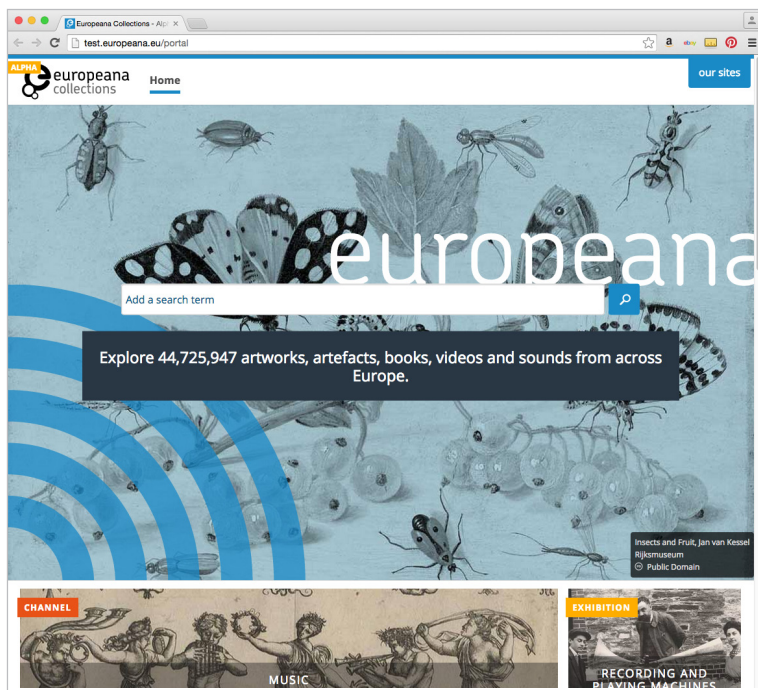 Europeana Collections - Alp
test.europeana.eu/portal
a
ebay
ALPHA
europeana
collections
Home
our sites
europeana
Add a search term
Explore 44,725,947 artworks, artefacts, books, videos and sounds from across
Europe.
Insects and Fruit, Jan van Kessel
Rijksmuseum
Public Domain
CHANNEL
EXHIBITION
MUSIC
RECORDING AND
PLAYING MACHINES